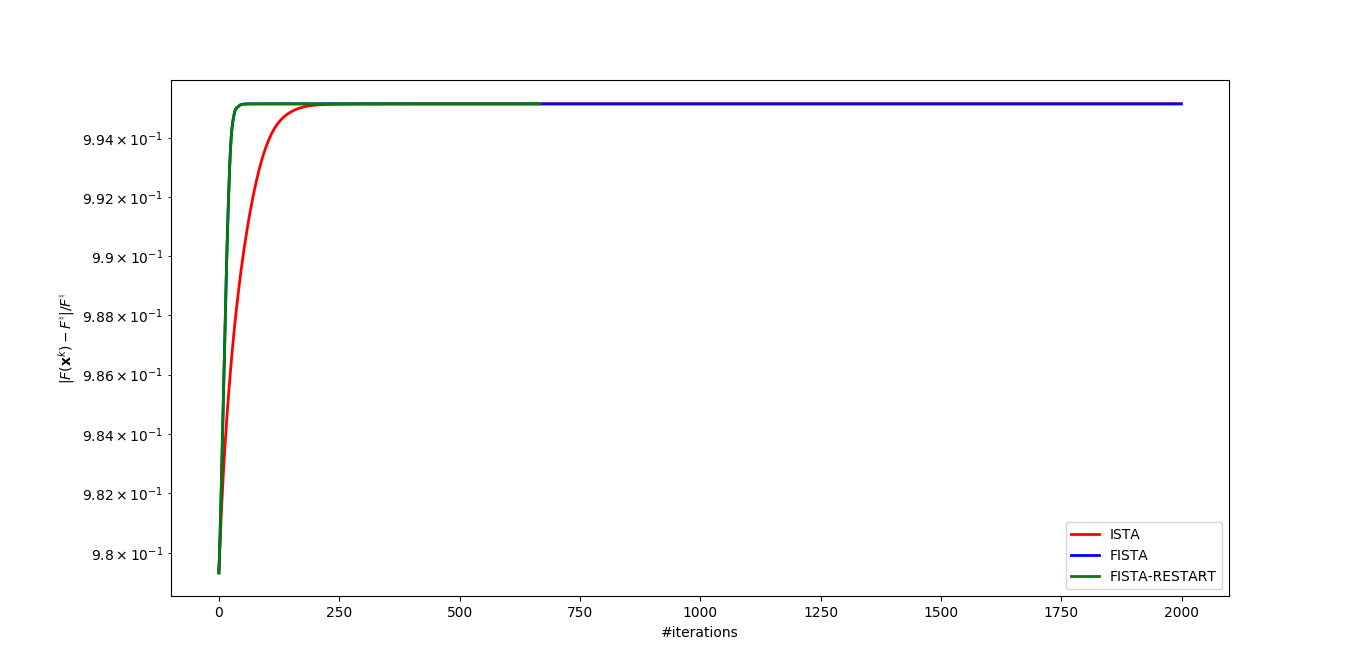 9.94 × 10⁻¹
9.92 × 10⁻¹
9.9 × 10⁻¹
9.88 × 10⁻¹
9.86 × 10⁻¹
9.84 × 10⁻¹
9.82 × 10⁻¹
9.8 × 10⁻¹
|F(𝐱ᵏ) − F^♮|/F^♮
0 250 500 750 1000 1250 1500 1750 2000
#iterations
ISTA
FISTA
FISTA-RESTART